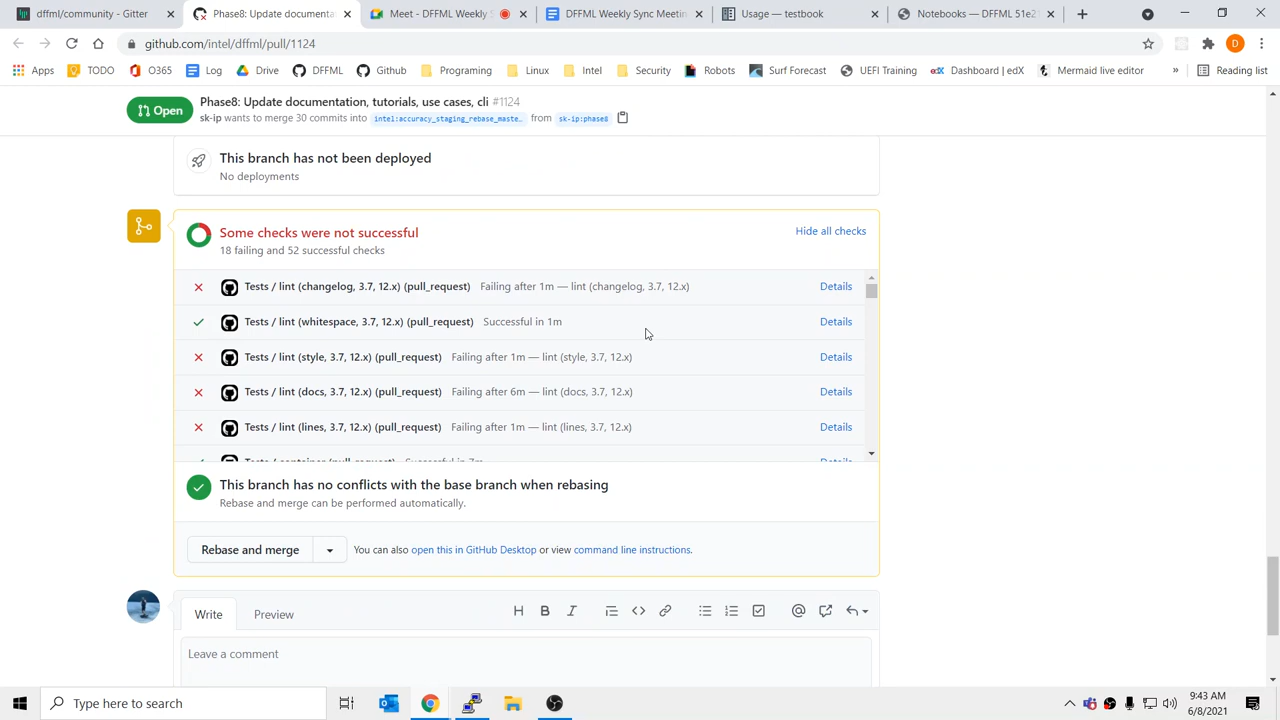 dffml/community - Gitter
Phase8: Update documenta
Meet - DFFML Weekly S
DFFML Weekly Sync Meeting
Usage — testbook
Notebooks — DFFML 51e2
github.com/intel/dffml/pull/1124
Apps
TODO
O365
Log
Drive
DFFML
Github
Programing
Linux
Intel
Security
Robots
Surf Forecast
UEFI Training
Dashboard | edX
Mermaid live editor
»
Reading list
Open
Phase8: Update documentation, tutorials, use cases, cli #1124
sk-ip wants to merge 30 commits into intel:accuracy_staging_rebase_maste… from sk-ip:phase8
This branch has not been deployed
No deployments
Some checks were not successful
18 failing and 52 successful checks
Hide all checks
Tests / lint (changelog, 3.7, 12.x) (pull_request) Failing after 1m — lint (changelog, 3.7, 12.x) Details
Tests / lint (whitespace, 3.7, 12.x) (pull_request) Successful in 1m Details
Tests / lint (style, 3.7, 12.x) (pull_request) Failing after 1m — lint (style, 3.7, 12.x) Details
Tests / lint (docs, 3.7, 12.x) (pull_request) Failing after 6m — lint (docs, 3.7, 12.x) Details
Tests / lint (lines, 3.7, 12.x) (pull_request) Failing after 1m — lint (lines, 3.7, 12.x) Details
Tests / container (pull_request) Successful in 7m Details
This branch has no conflicts with the base branch when rebasing
Rebase and merge can be performed automatically.
Rebase and merge
You can also open this in GitHub Desktop or view command line instructions.
Write
Preview
Leave a comment
Type here to search
9:43 AM
6/8/2021